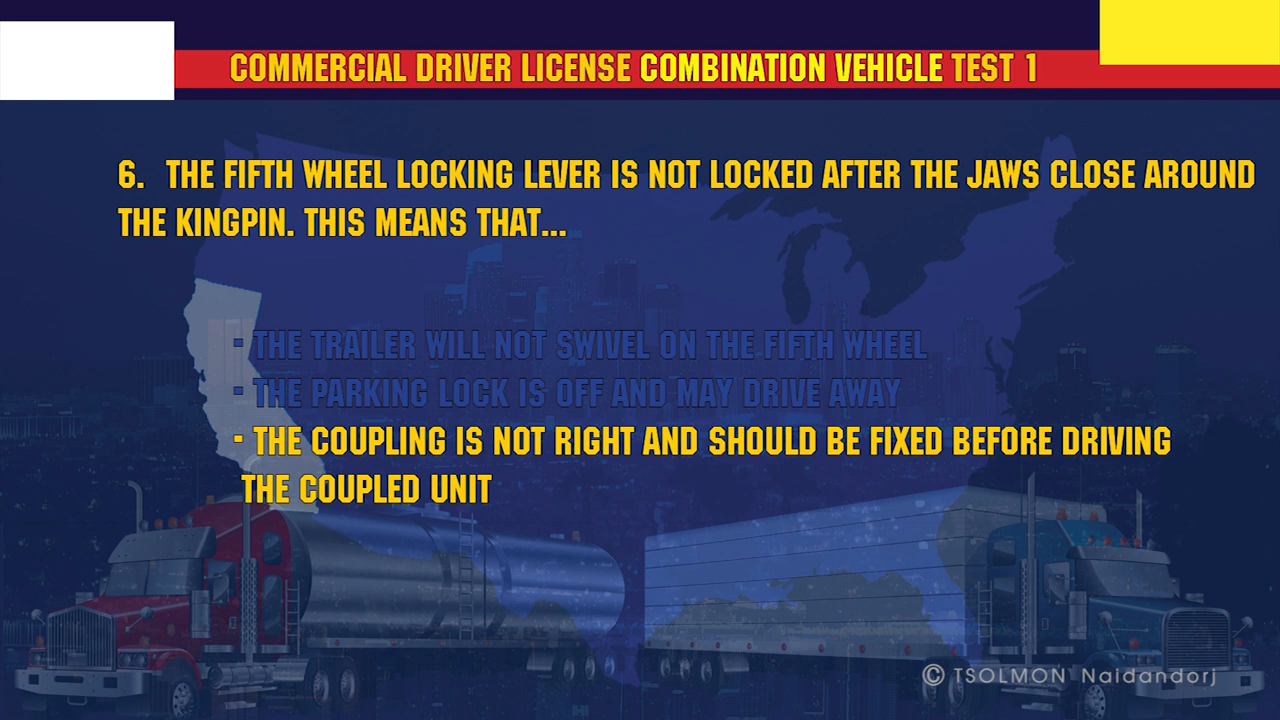 COMMERCIAL DRIVER LICENSE COMBINATION VEHICLE TEST 1
6. THE FIFTH WHEEL LOCKING LEVER IS NOT LOCKED AFTER THE JAWS CLOSE AROUND
THE KINGPIN. THIS MEANS THAT...
· THE TRAILER WILL NOT SWIVEL ON THE FIFTH WHEEL
· THE PARKING LOCK IS OFF AND MAY DRIVE AWAY
· THE COUPLING IS NOT RIGHT AND SHOULD BE FIXED BEFORE DRIVING
THE COUPLED UNIT
© TSOLMON Naidandorj